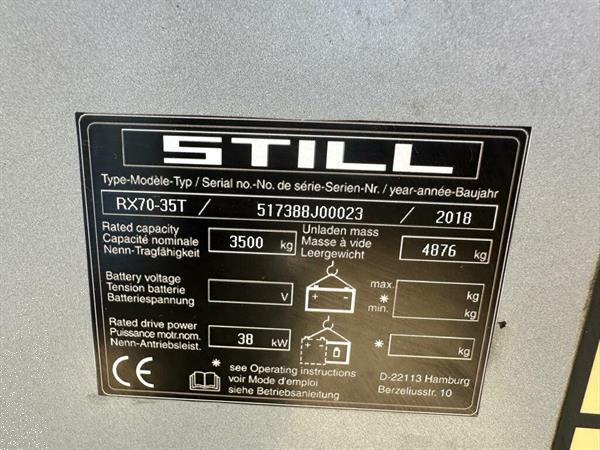 STILL
Type-Modèle-Typ / Serial no.-No. de série-Serien-Nr. / year-année-Baujahr
RX70-35T / 517388J00023 / 2018
Rated capacity
Capacité nominale
Nenn-Tragfähigkeit
3500 kg
Unladen mass
Masse à vide
Leergewicht
4876 kg
Battery voltage
Tension batterie
Batteriespannung
V
max.
*
min.
kg
kg
Rated drive power
Puissance motr.nom.
Nenn-Antriebsleist.
38 kW
* kg
* see Operating instructions
voir Mode d'emploi
siehe Betriebsanleitung
CE
D-22113 Hamburg
Berzeliusstr. 10